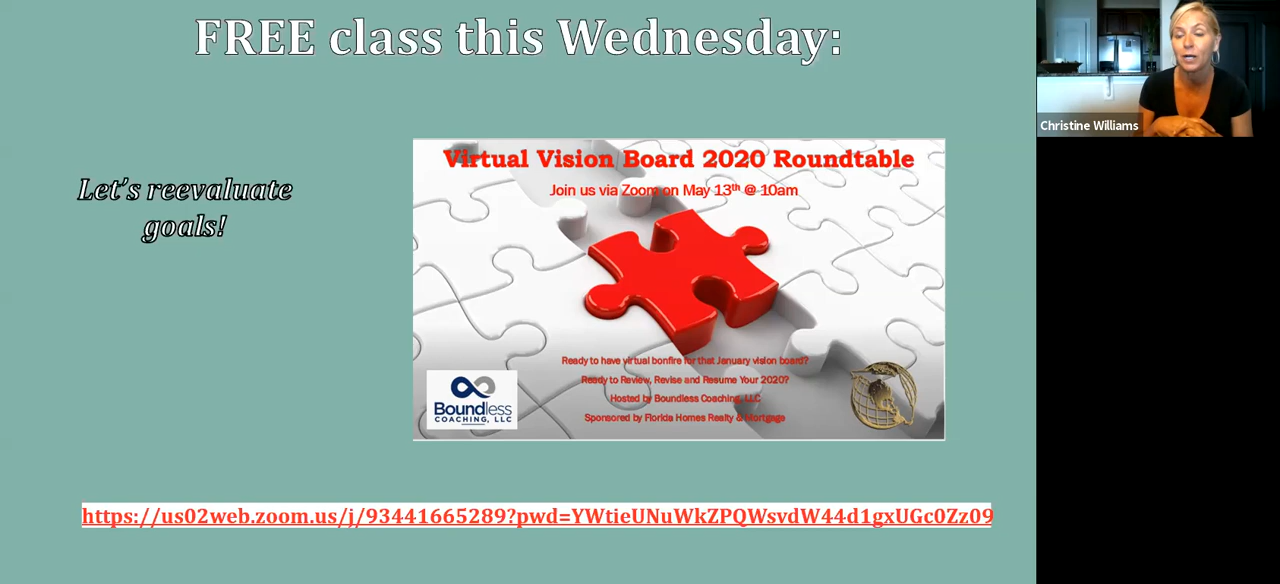 FREE class this Wednesday:
Christine Williams
Let's reevaluate
goals!
Virtual Vision Board 2020 Roundtable
Join us via Zoom on May 13th @ 10am
Ready to have virtual bonfire for that January vision board?
Ready to Review, Revise and Resume Your 2020?
Hosted by Boundless Coaching, LLC
Sponsored by Florida Homes Realty & Mortgage
Boundless
COACHING, LLC
https://us02web.zoom.us/j/93441665289?pwd=YWtieUNuWkZPQWsvdW44d1gxUGc0Zz09